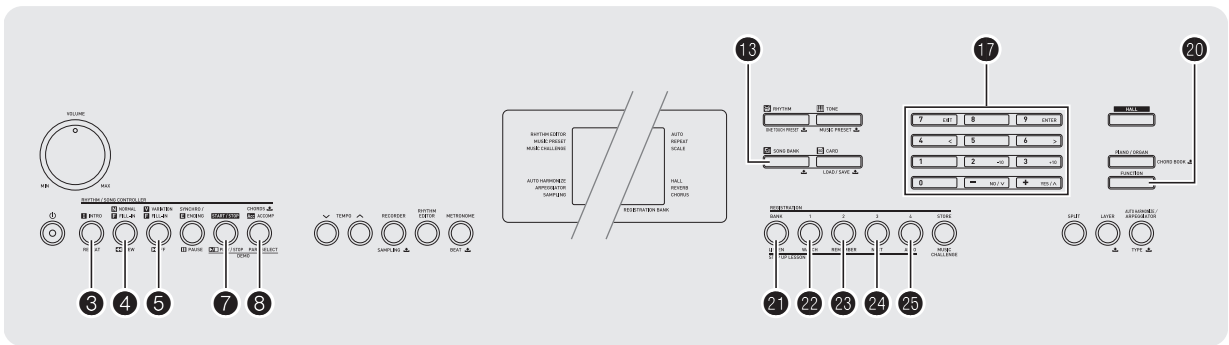 13
17
20
VOLUME
MIN MAX
RHYTHM / SONG CONTROLLER
I INTRO
N NORMAL
F FILL-IN
V VARIATION
F FILL-IN
SYNCHRO /
E ENDING
START/STOP
CHORDS
ACCOMP
PAUSE
DEMO
TEMPO
RECORDER
SAMPLING
RHYTHM
EDITOR
METRONOME
BEAT
RHYTHM EDITOR
MUSIC PRESET
MUSIC CHALLENGE
AUTO HARMONIZE
ARPEGGIATOR
SAMPLING
AUTO
REPEAT
SCALE
HALL
REVERB
CHORUS
REGISTRATION BANK
RHYTHM
ONE TOUCH PRESET
TONE
MUSIC PRESET
SONG BANK
CARD
LOAD / SAVE
7 EXIT 8 9 ENTER
4 < 5 6 >
1 2 -10 3 +10
0 - NO / ∨ + YES / ∧
HALL
PIANO / ORGAN
CHORD BOOK
FUNCTION
REGISTRATION
BANK 1 2 3 4 STORE
MUSIC
CHALLENGE
SPLIT
LAYER
AUTO HARMONIZE /
ARPEGGIATOR
TYPE
3 4 5 7 8
21 22 23 24 25